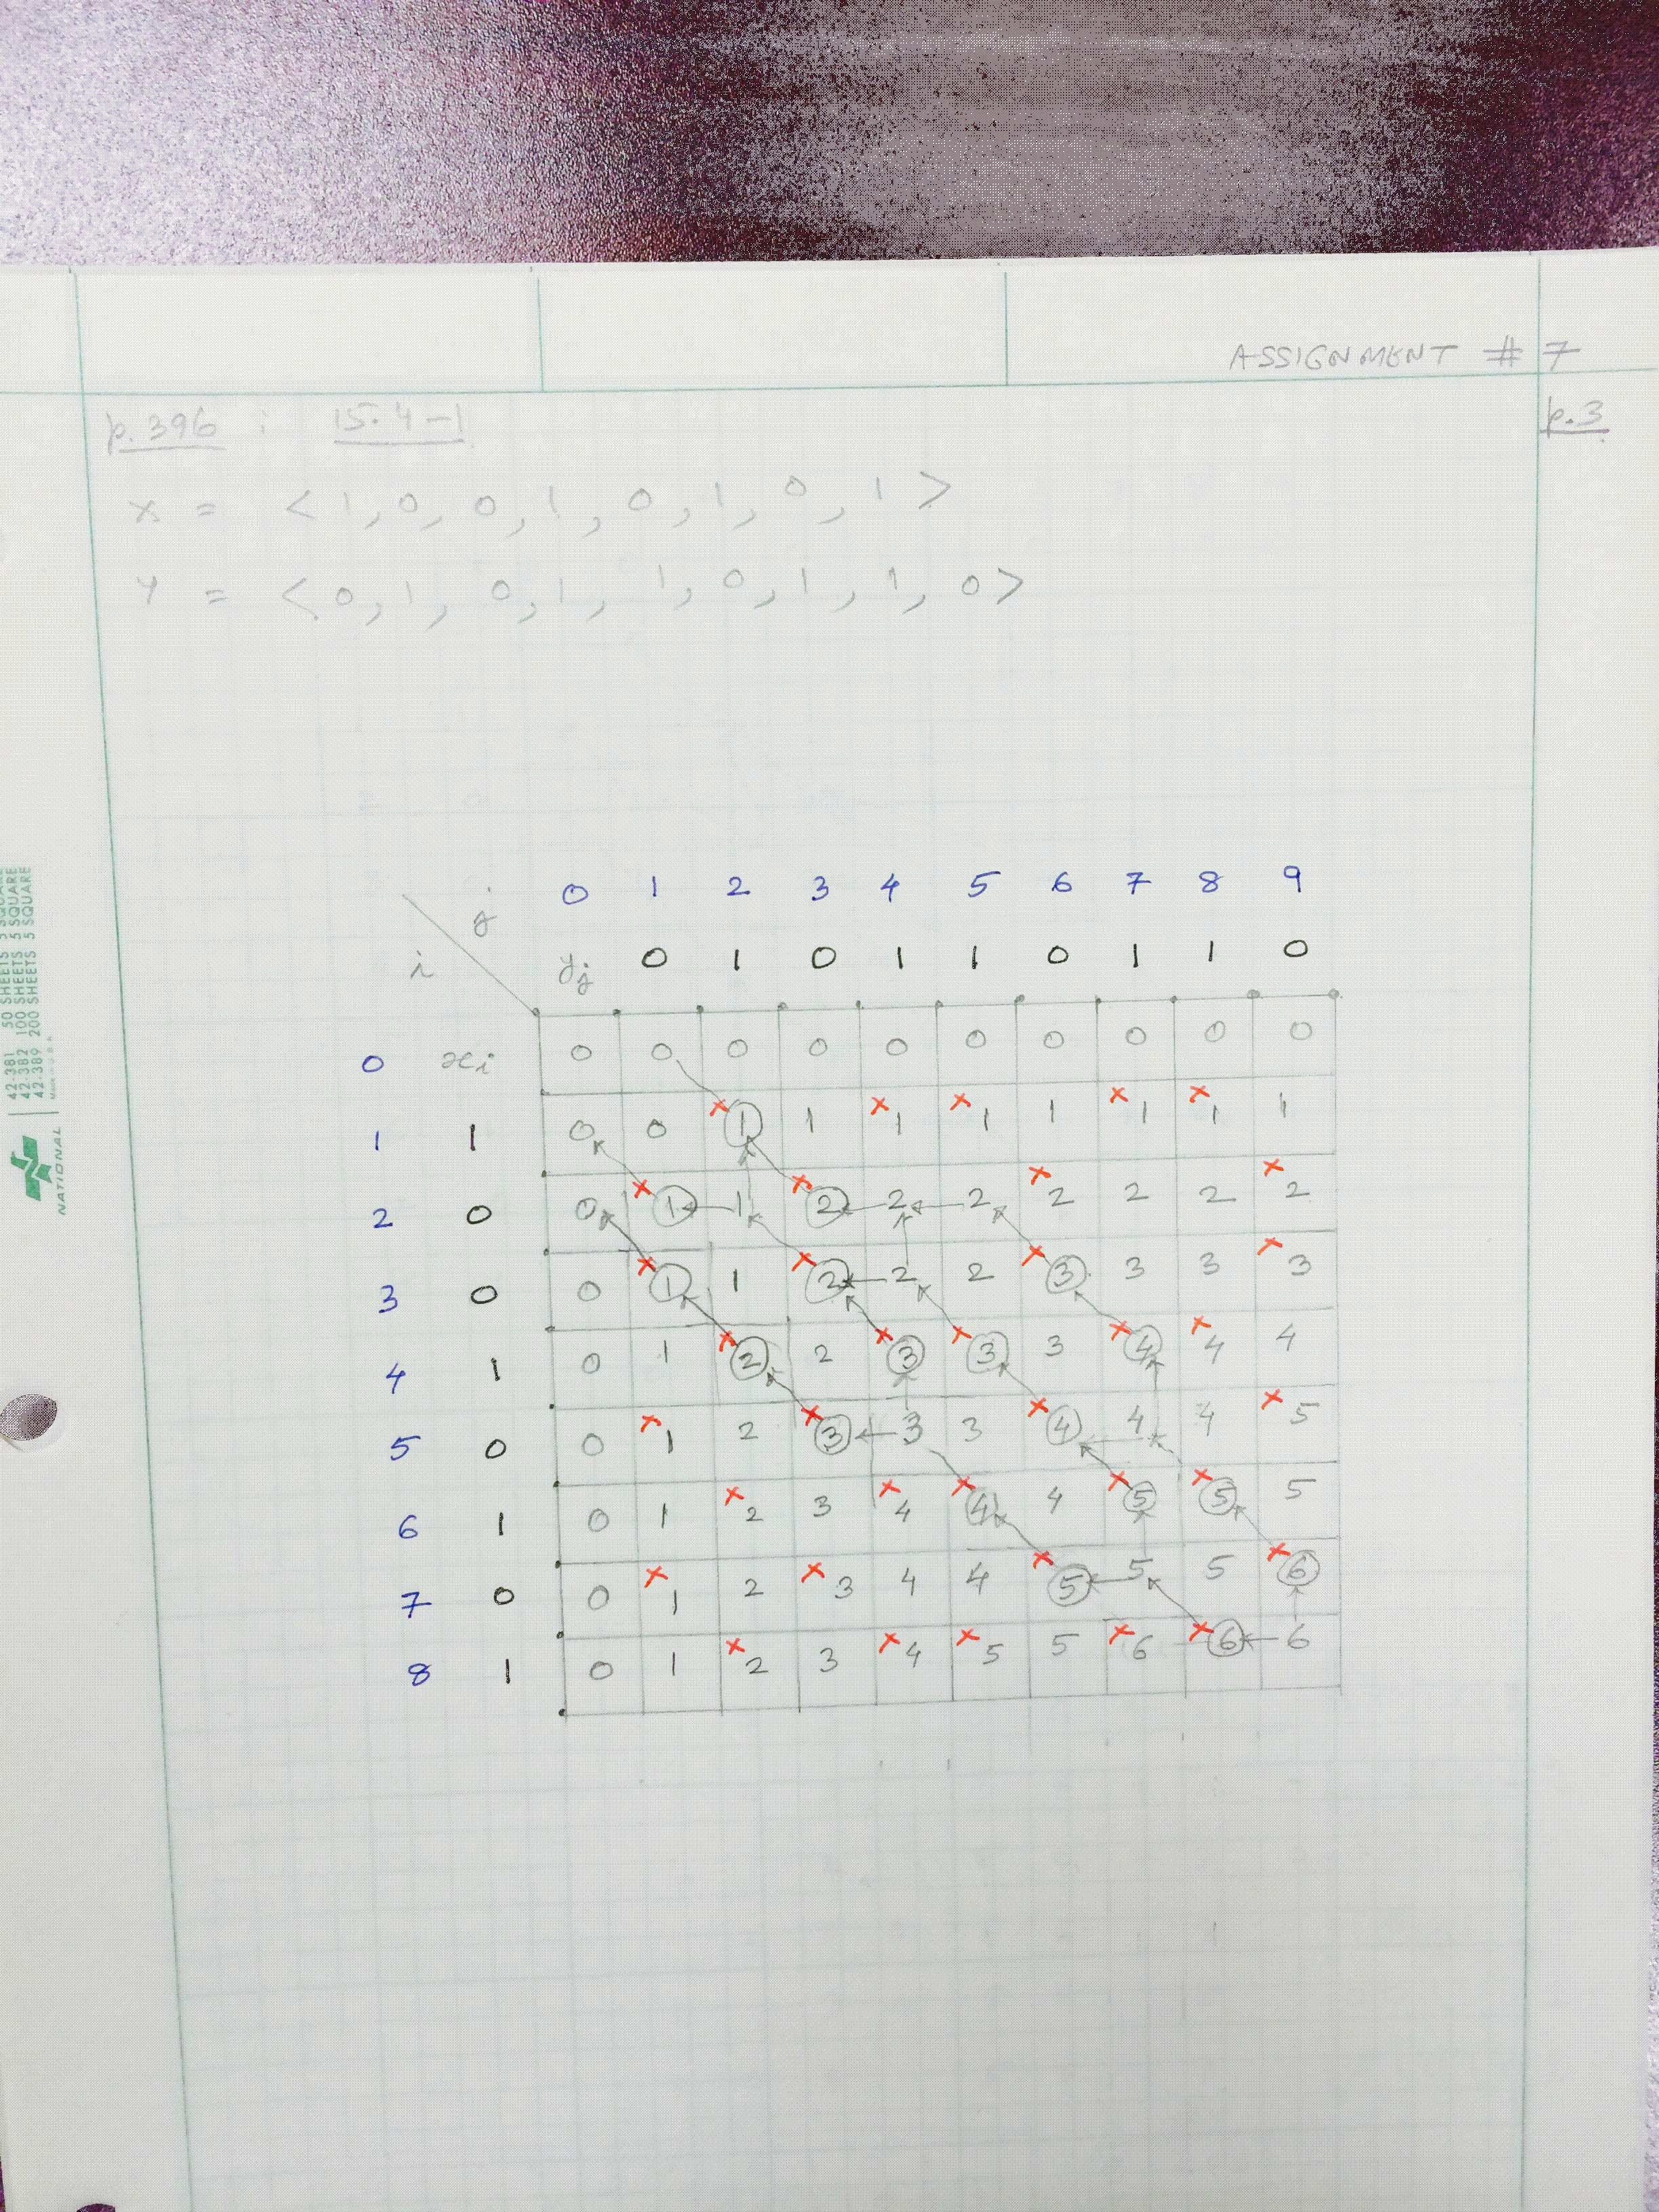 ASSIGNMENT # 7
p.396 : 15.4-1 p.3
x = <1, 0, 0, 1, 0, 1, 0, 1>
Y = <0, 1, 0, 1, 1, 0, 1, 1, 0>
j 0 1 2 3 4 5 6 7 8 9
i yj 0 1 0 1 1 0 1 1 0
0 xi 0 0 0 0 0 0 0 0 0 0
1 1 0 0 1 1 1 1 1 1 1 1
2 0 0 1 1 2 2 2 2 2 2 2
3 0 0 1 1 2 2 2 3 3 3 3
4 1 0 1 2 2 3 3 3 4 4 4
5 0 0 1 2 3 3 3 4 4 4 5
6 1 0 1 2 3 4 4 4 5 5 5
7 0 0 1 2 3 4 4 5 5 5 6
8 1 0 1 2 3 4 5 5 6 6 6
42-381 50 SHEETS 5 SQUARE
42-382 100 SHEETS 5 SQUARE
42-389 200 SHEETS 5 SQUARE
NATIONAL